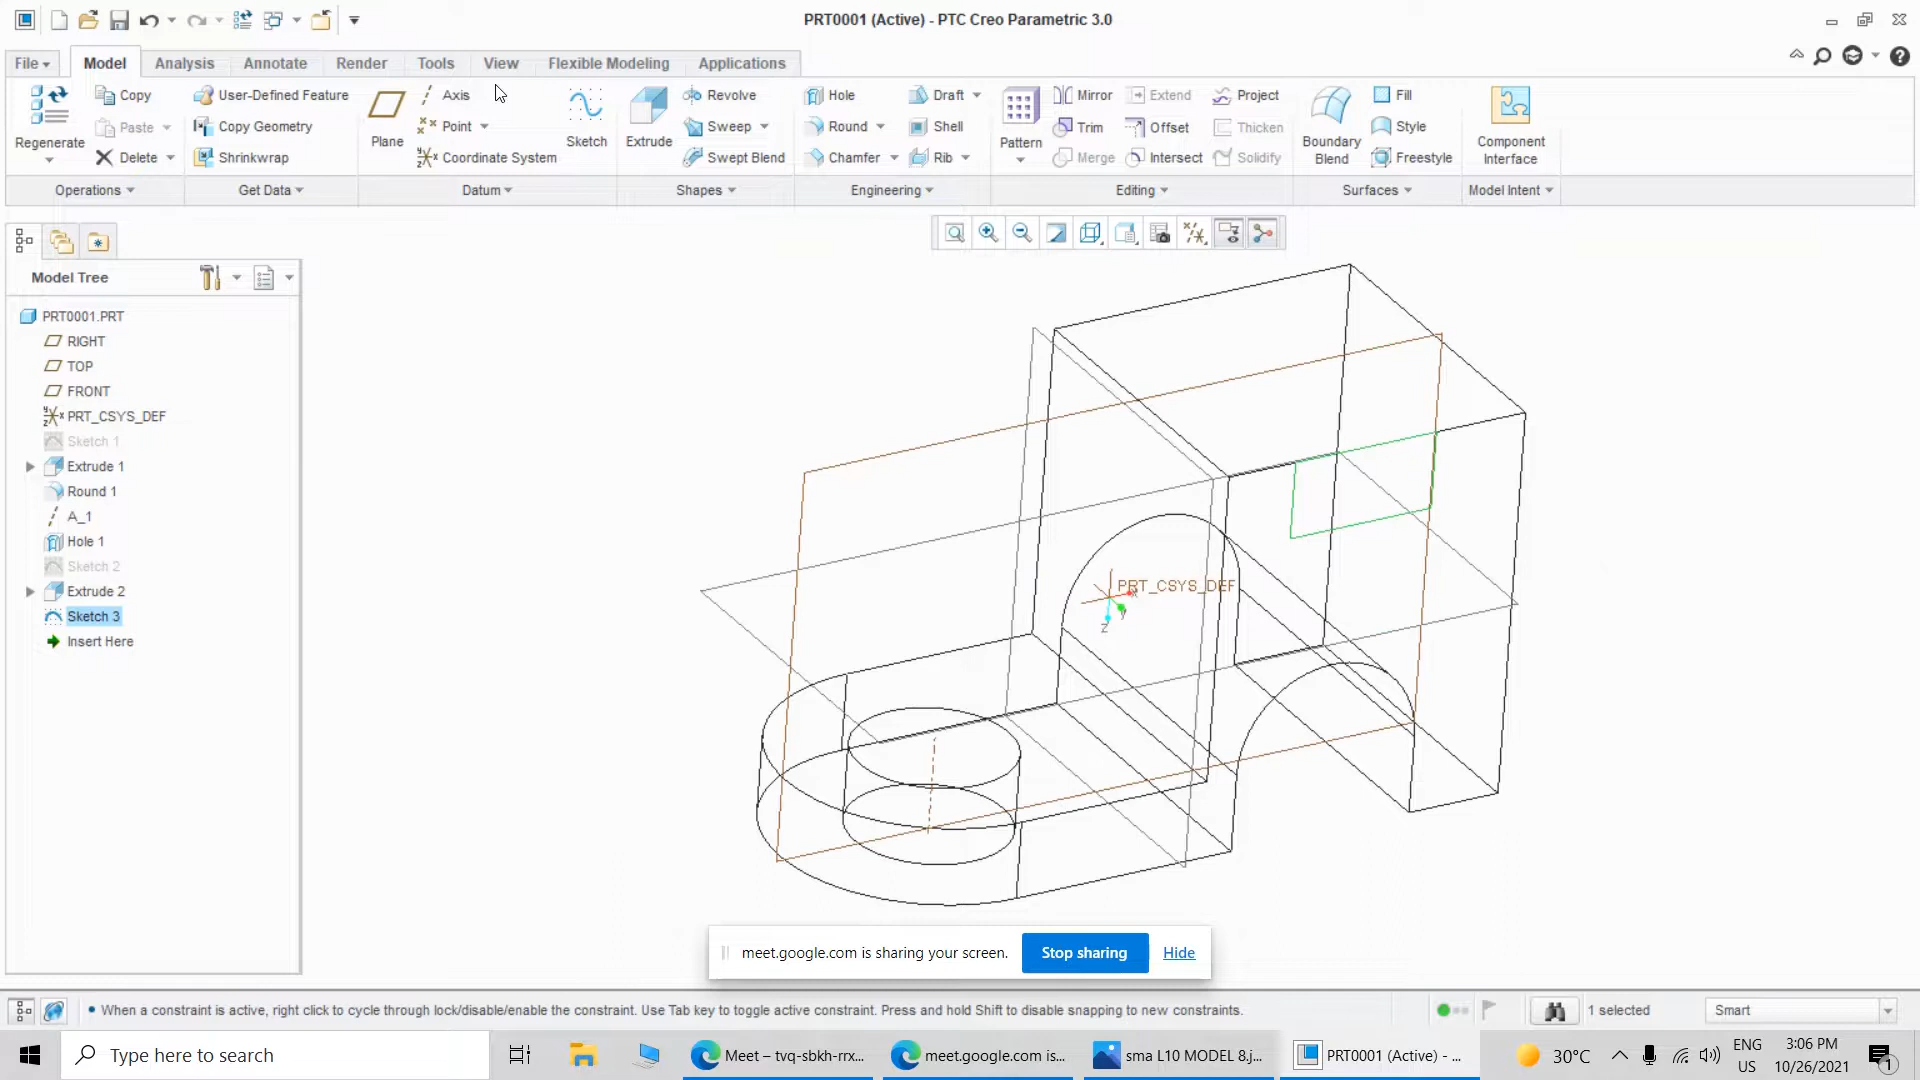 PRT0001 (Active) - PTC Creo Parametric 3.0
File Model Analysis Annotate Render Tools View Flexible Modeling Applications
Regenerate Copy Paste Delete
User-Defined Feature Copy Geometry Shrinkwrap
Plane Axis Point Coordinate System Sketch
Extrude Revolve Sweep Swept Blend
Hole Round Chamfer Draft Shell Rib
Pattern Mirror Trim Merge Extend Offset Intersect Project Thicken Solidify
Boundary Blend Fill Style Freestyle
Component Interface
Operations Get Data Datum Shapes Engineering Editing Surfaces Model Intent
Model Tree
PRT0001.PRT
RIGHT
TOP
FRONT
PRT_CSYS_DEF
Sketch 1
Extrude 1
Round 1
A_1
Hole 1
Sketch 2
Extrude 2
Sketch 3
Insert Here
PRT_CSYS_DEF
x
y
z
meet.google.com is sharing your screen. Stop sharing Hide
When a constraint is active, right click to cycle through lock/disable/enable the constraint. Use Tab key to toggle active constraint. Press and hold Shift to disable snapping to new constraints.
1 selected Smart
Type here to search
Meet – tvq-sbkh-rrx...
meet.google.com is...
sma L10 MODEL 8.j...
PRT0001 (Active) - ...
30°C
ENG
US
3:06 PM
10/26/2021
1